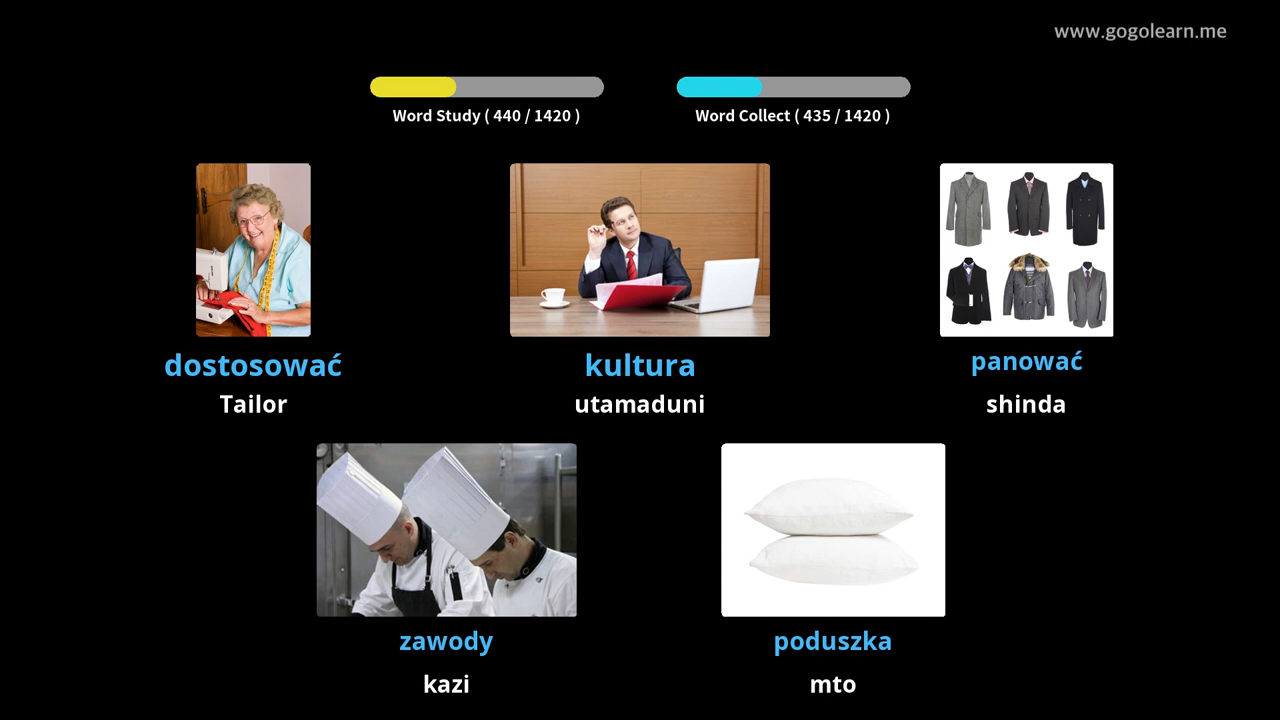 www.gogolearn.me
Word Study ( 440 / 1420 )
Word Collect ( 435 / 1420 )
dostosować
Tailor
kultura
utamaduni
panować
shinda
zawody
kazi
poduszka
mto